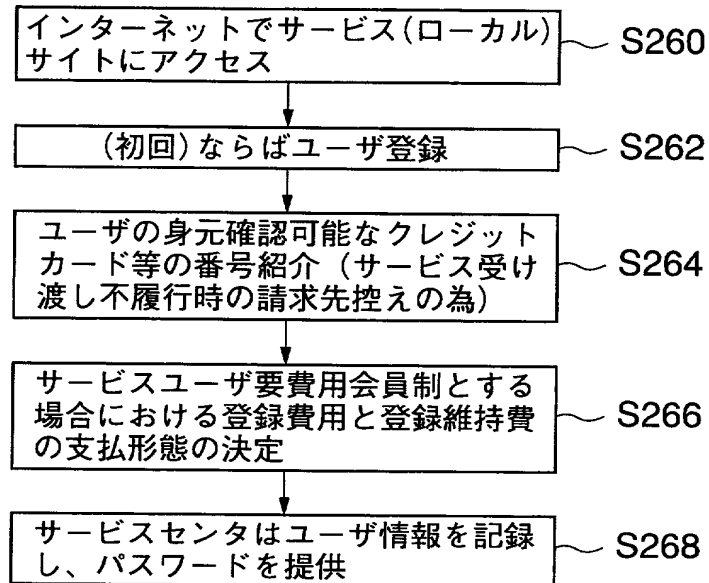 インターネットでサービス(ローカル)
サイトにアクセス
S260
(初回)ならばユーザ登録
S262
ユーザの身元確認可能なクレジット
カード等の番号紹介(サービス受け
渡し不履行時の請求先控えの為)
S264
サービスユーザ要費用会員制とする
場合における登録費用と登録維持費
の支払形態の決定
S266
サービスセンタはユーザ情報を記録
し、パスワードを提供
S268